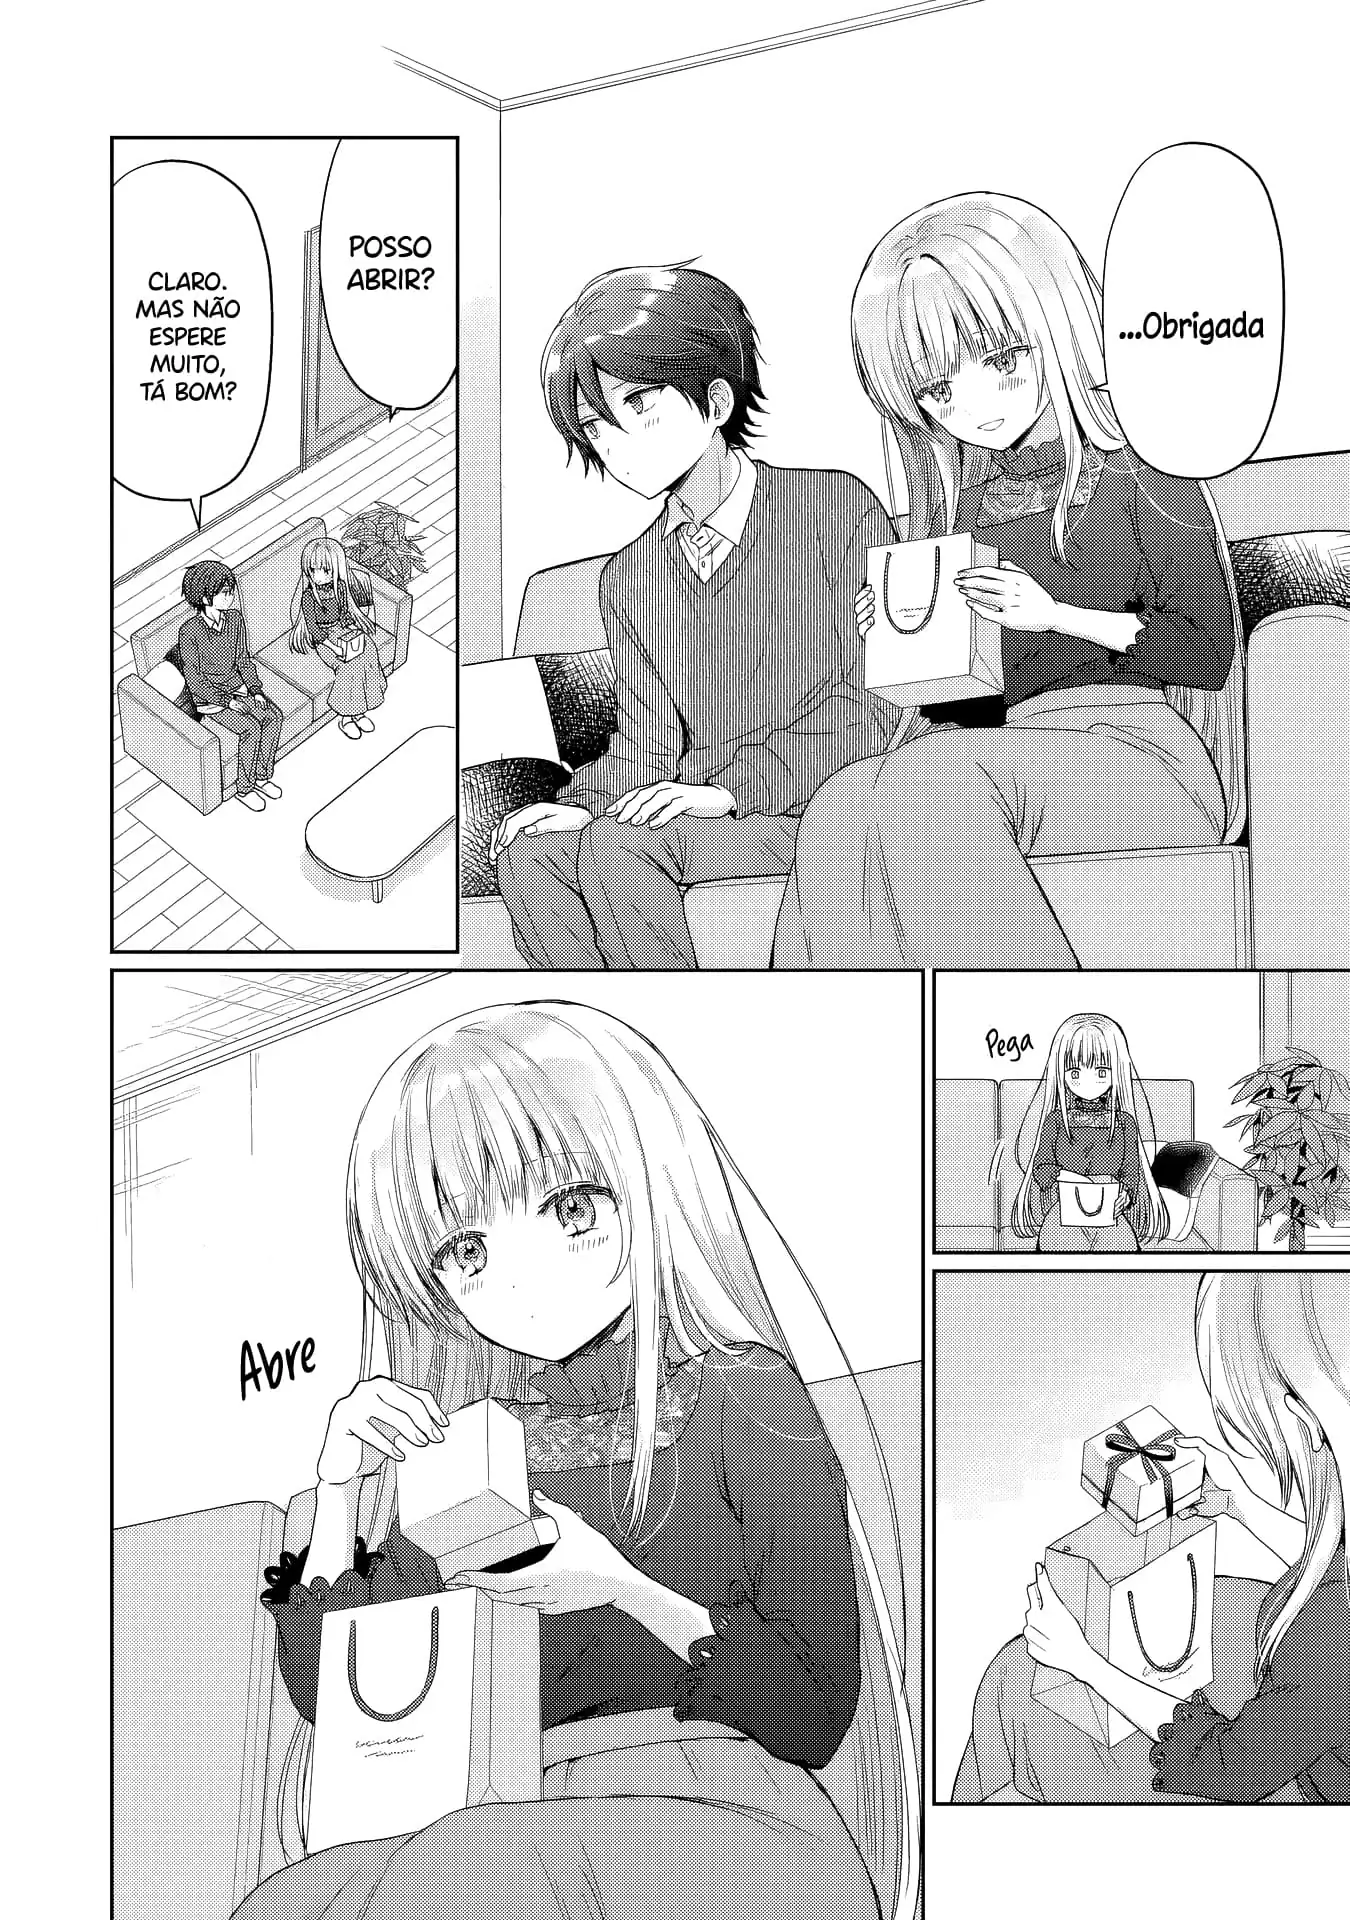 ...Obrigada
POSSO
ABRIR?
CLARO.
MAS NÃO
ESPERE
MUITO,
TÁ BOM?
Pega
Abre